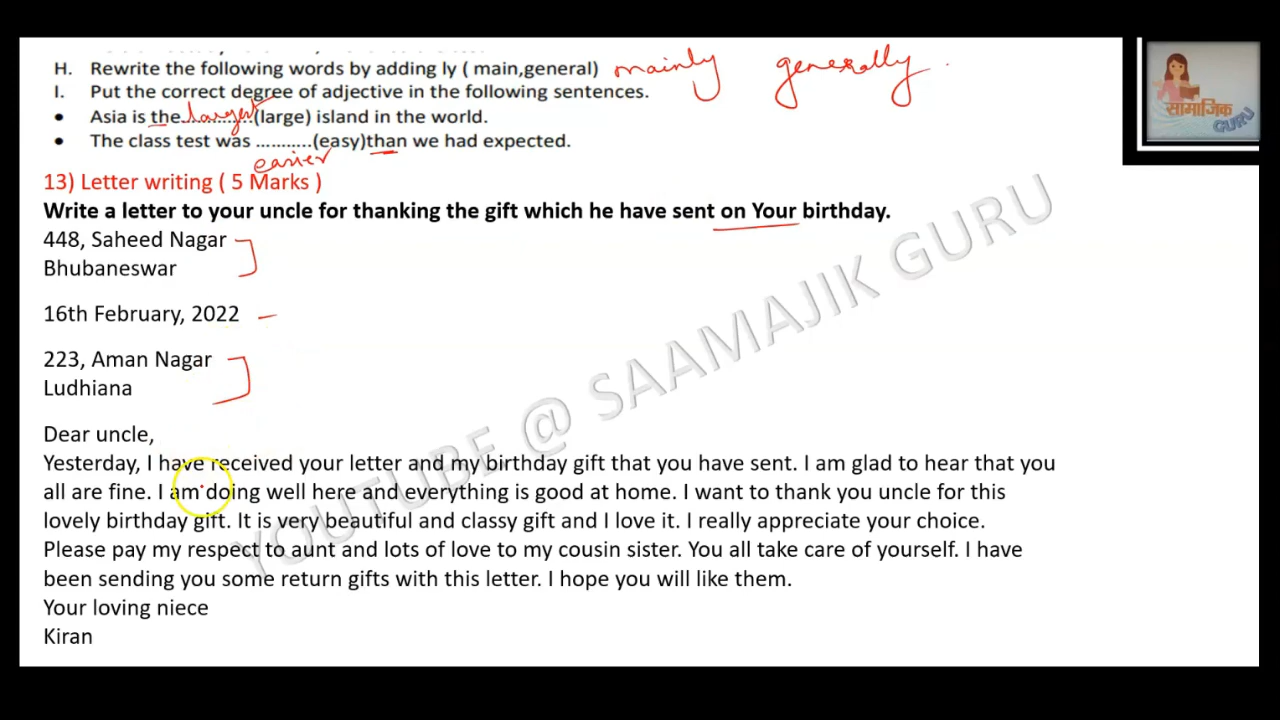 H. Rewrite the following words by adding ly ( main,general) mainly generally.
I. Put the correct degree of adjective in the following sentences.
• Asia is the............(large) island in the world. largest
• The class test was ...........(easy)than we had expected.
easier
13) Letter writing ( 5 Marks )
Write a letter to your uncle for thanking the gift which he have sent on Your birthday.
448, Saheed Nagar
Bhubaneswar
16th February, 2022
223, Aman Nagar
Ludhiana
Dear uncle,
Yesterday, I have received your letter and my birthday gift that you have sent. I am glad to hear that you
all are fine. I am doing well here and everything is good at home. I want to thank you uncle for this
lovely birthday gift. It is very beautiful and classy gift and I love it. I really appreciate your choice.
Please pay my respect to aunt and lots of love to my cousin sister. You all take care of yourself. I have
been sending you some return gifts with this letter. I hope you will like them.
Your loving niece
Kiran
YOUTUBE @ SAAMAJIK GURU
सामाजिक
GURU